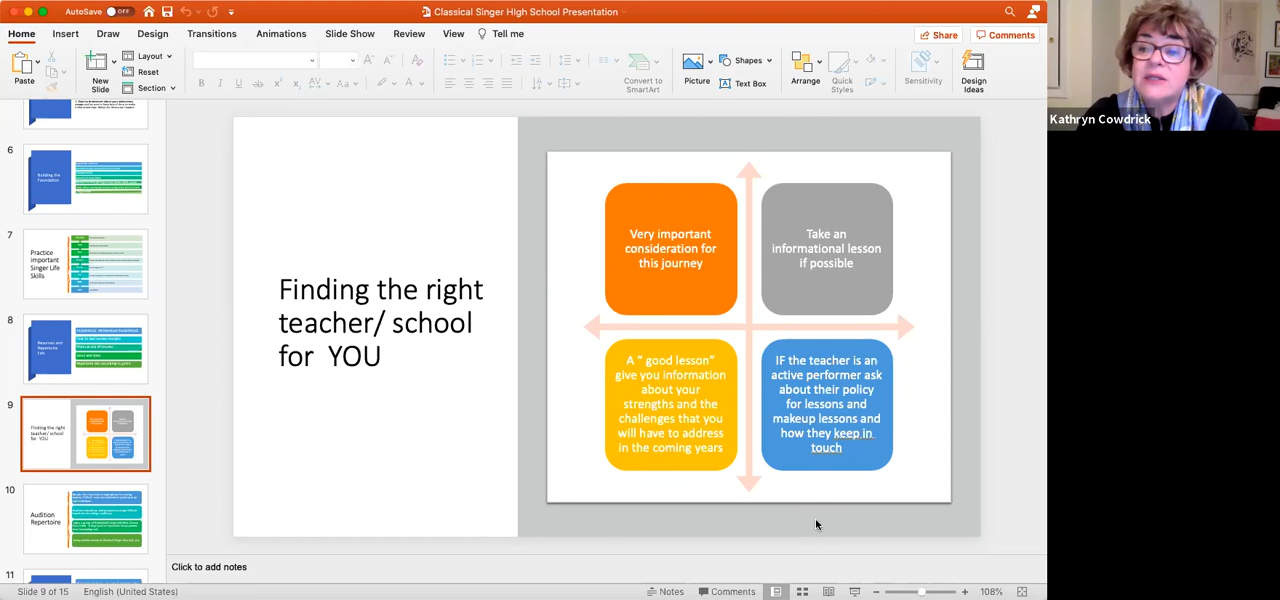 AutoSave OFF
Classical Singer HIgh School Presentation
Home Insert Draw Design Transitions Animations Slide Show Review View Tell me
Share Comments
Paste
New Slide
Layout
Reset
Section
Convert to SmartArt
Picture
Shapes
Text Box
Arrange
Quick Styles
Sensitivity
Design Ideas
6
Building the
Foundation
7
Practice
important
Singer Life
Skills
8
9
Finding the right
teacher/ school
for YOU
10
Audition
Repertoire
11
Finding the right
teacher/ school
for YOU
Very important
consideration for
this journey
Take an
informational lesson
if possible
A “ good lesson”
give you information
about your
strengths and the
challenges that you
will have to address
in the coming years
IF the teacher is an
active performer ask
about their policy
for lessons and
makeup lessons and
how they keep in
touch
Click to add notes
Slide 9 of 15 English (United States) Notes Comments 108%
Kathryn Cowdrick